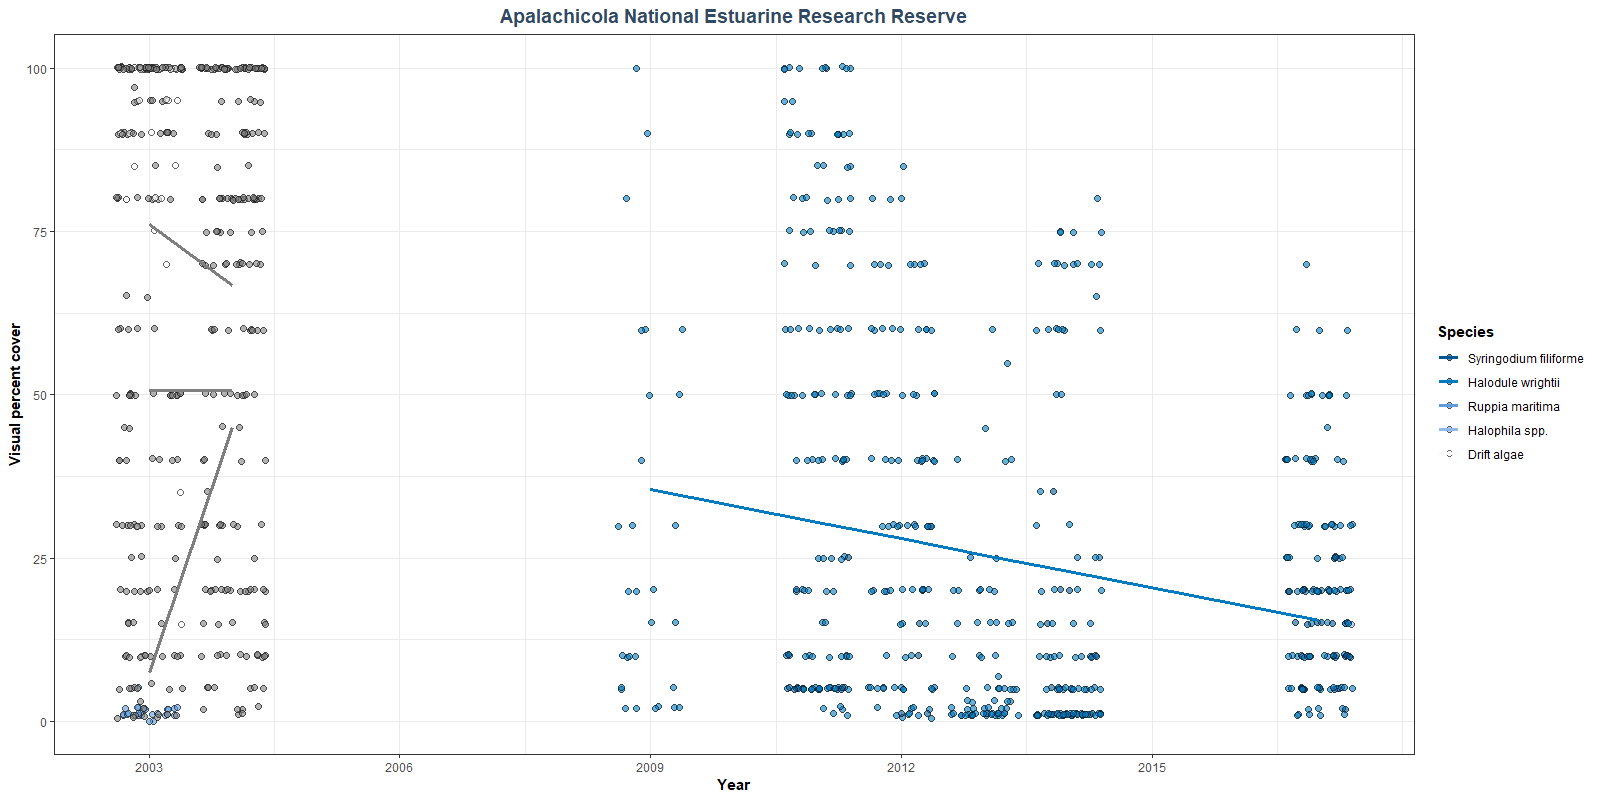 Apalachicola National Estuarine Research Reserve
Visual percent cover
100
75
50
25
0
2003
2006
2009
2012
2015
Year
Species
Syringodium filiforme
Halodule wrightii
Ruppia maritima
Halophila spp.
Drift algae